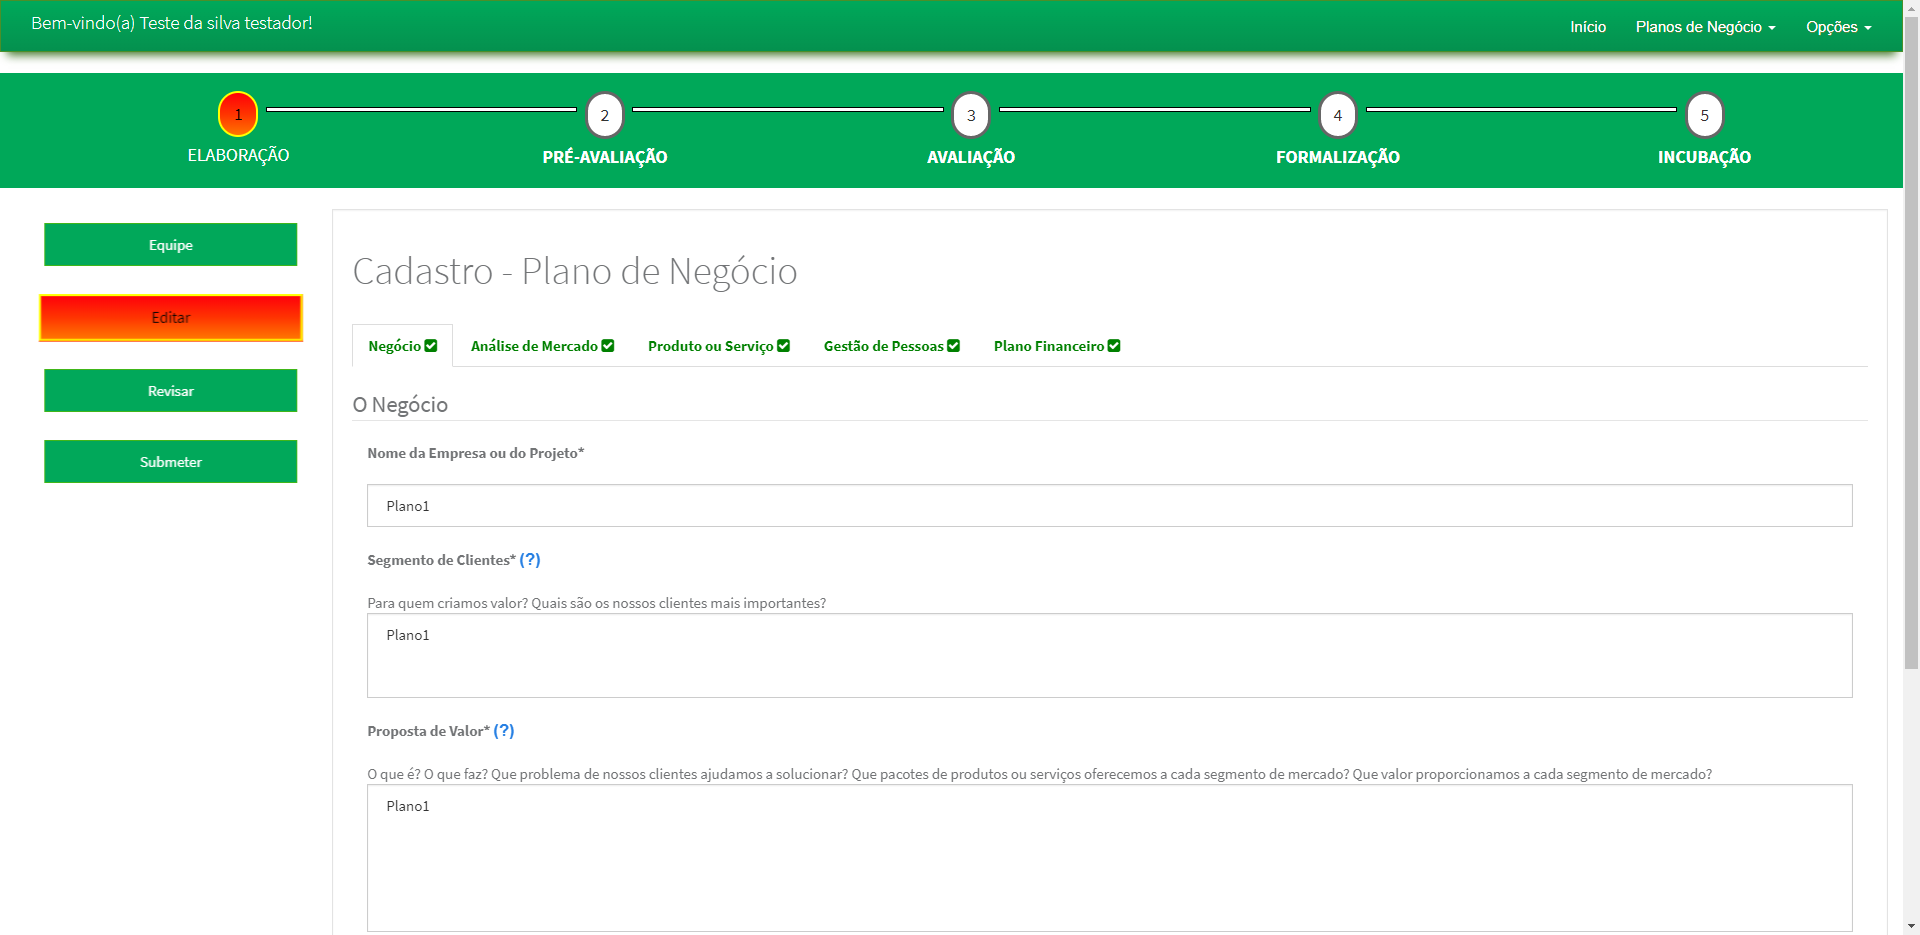 Bem-vindo(a) Teste da silva testador!
Início Planos de Negócio Opções
1 2 3 4 5
ELABORAÇÃO PRÉ-AVALIAÇÃO AVALIAÇÃO FORMALIZAÇÃO INCUBAÇÃO
Equipe
Editar
Revisar
Submeter
Cadastro - Plano de Negócio
Negócio Análise de Mercado Produto ou Serviço Gestão de Pessoas Plano Financeiro
O Negócio
Nome da Empresa ou do Projeto*
Plano1
Segmento de Clientes* (?)
Para quem criamos valor? Quais são os nossos clientes mais importantes?
Plano1
Proposta de Valor* (?)
O que é? O que faz? Que problema de nossos clientes ajudamos a solucionar? Que pacotes de produtos ou serviços oferecemos a cada segmento de mercado? Que valor proporcionamos a cada segmento de mercado?
Plano1